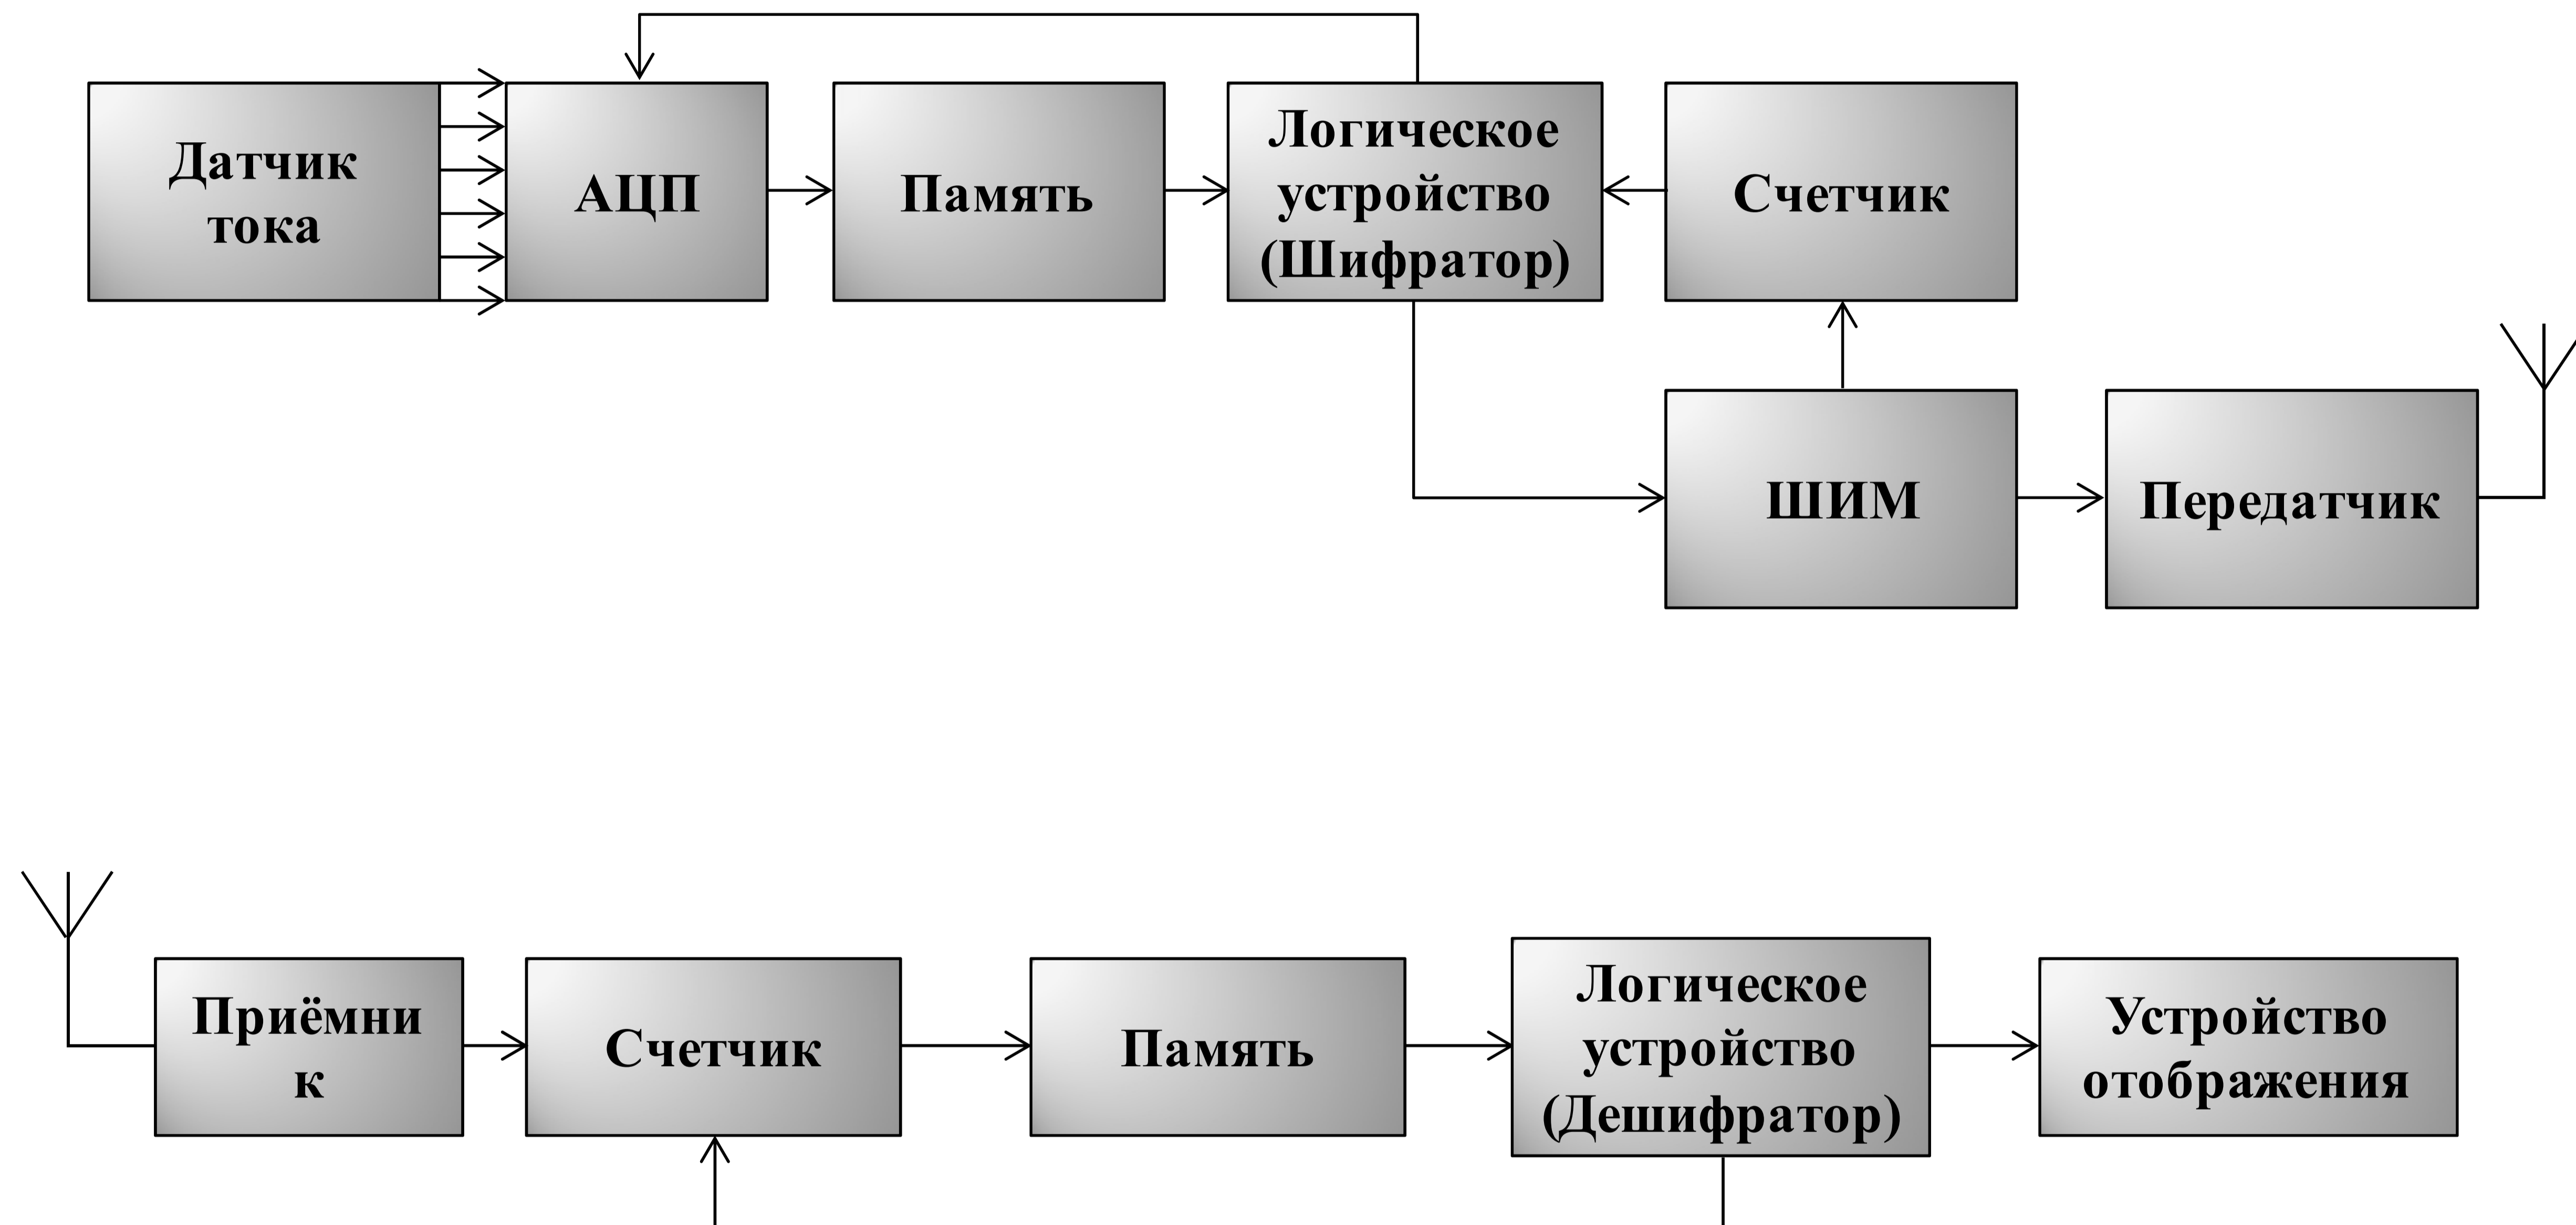 Датчик
тока
АЦП
Память
Логическое
устройство
(Шифратор)
Счетчик
ШИМ
Передатчик
Приёмни
к
Счетчик
Память
Логическое
устройство
(Дешифратор)
Устройство
отображения